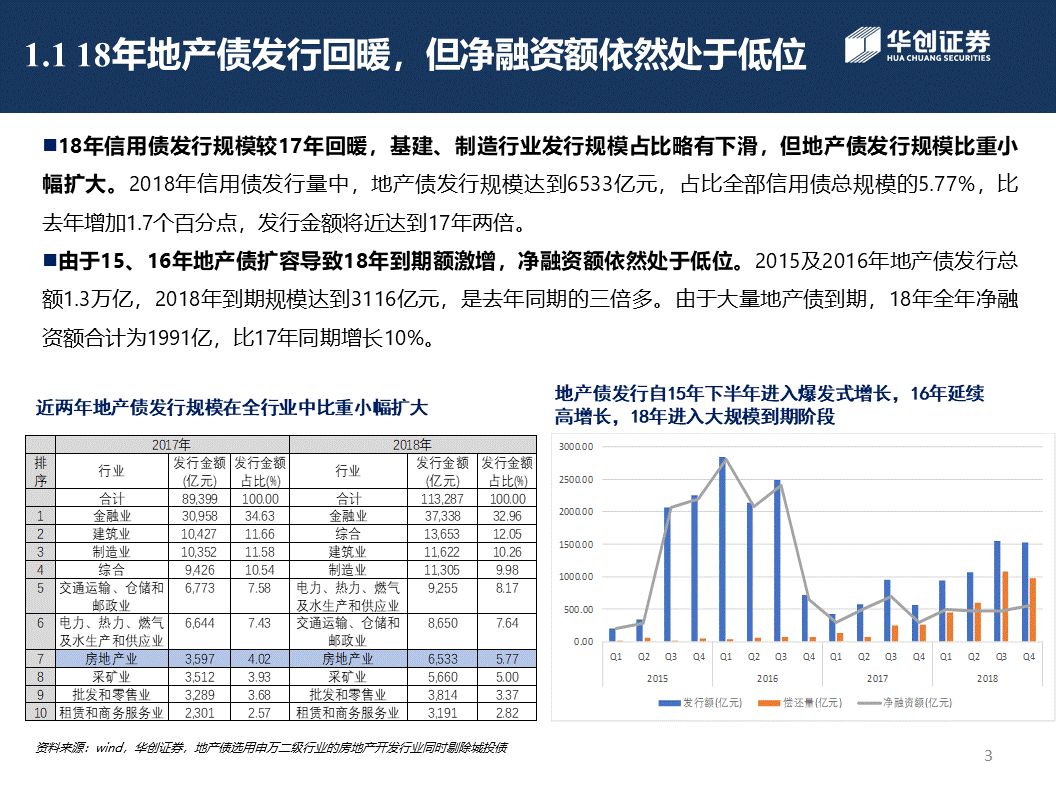 1.1 18年地产债发行回暖，但净融资额依然处于低位
华创证券
HUA CHUANG SECURITIES
■18年信用债发行规模较17年回暖，基建、制造行业发行规模占比略有下滑，但地产债发行规模比重小
幅扩大。2018年信用债发行量中，地产债发行规模达到6533亿元，占比全部信用债总规模的5.77%，比
去年增加1.7个百分点，发行金额将近达到17年两倍。
■由于15、16年地产债扩容导致18年到期额激增，净融资额依然处于低位。2015及2016年地产债发行总
额1.3万亿，2018年到期规模达到3116亿元，是去年同期的三倍多。由于大量地产债到期，18年全年净融
资额合计为1991亿，比17年同期增长10%。
近两年地产债发行规模在全行业中比重小幅扩大
2017年 2018年
排序 行业 发行金额(亿元) 发行金额占比(%) 行业 发行金额(亿元) 发行金额占比(%)
合计 89,399 100.00 合计 113,287 100.00
1 金融业 30,958 34.63 金融业 37,338 32.96
2 建筑业 10,427 11.66 综合 13,653 12.05
3 制造业 10,352 11.58 建筑业 11,622 10.26
4 综合 9,426 10.54 制造业 11,305 9.98
5 交通运输、仓储和邮政业 6,773 7.58 电力、热力、燃气及水生产和供应业 9,255 8.17
6 电力、热力、燃气及水生产和供应业 6,644 7.43 交通运输、仓储和邮政业 8,650 7.64
7 房地产业 3,597 4.02 房地产业 6,533 5.77
8 采矿业 3,512 3.93 采矿业 5,660 5.00
9 批发和零售业 3,289 3.68 批发和零售业 3,814 3.37
10 租赁和商务服务业 2,301 2.57 租赁和商务服务业 3,191 2.82
地产债发行自15年下半年进入爆发式增长，16年延续
高增长，18年进入大规模到期阶段
3000.00
2500.00
2000.00
1500.00
1000.00
500.00
0.00
Q1 Q2 Q3 Q4 Q1 Q2 Q3 Q4 Q1 Q2 Q3 Q4 Q1 Q2 Q3 Q4
2015 2016 2017 2018
发行额(亿元) 偿还量(亿元) 净融资额(亿元)
资料来源：wind，华创证券，地产债选用申万二级行业的房地产开发行业同时剔除城投债
3